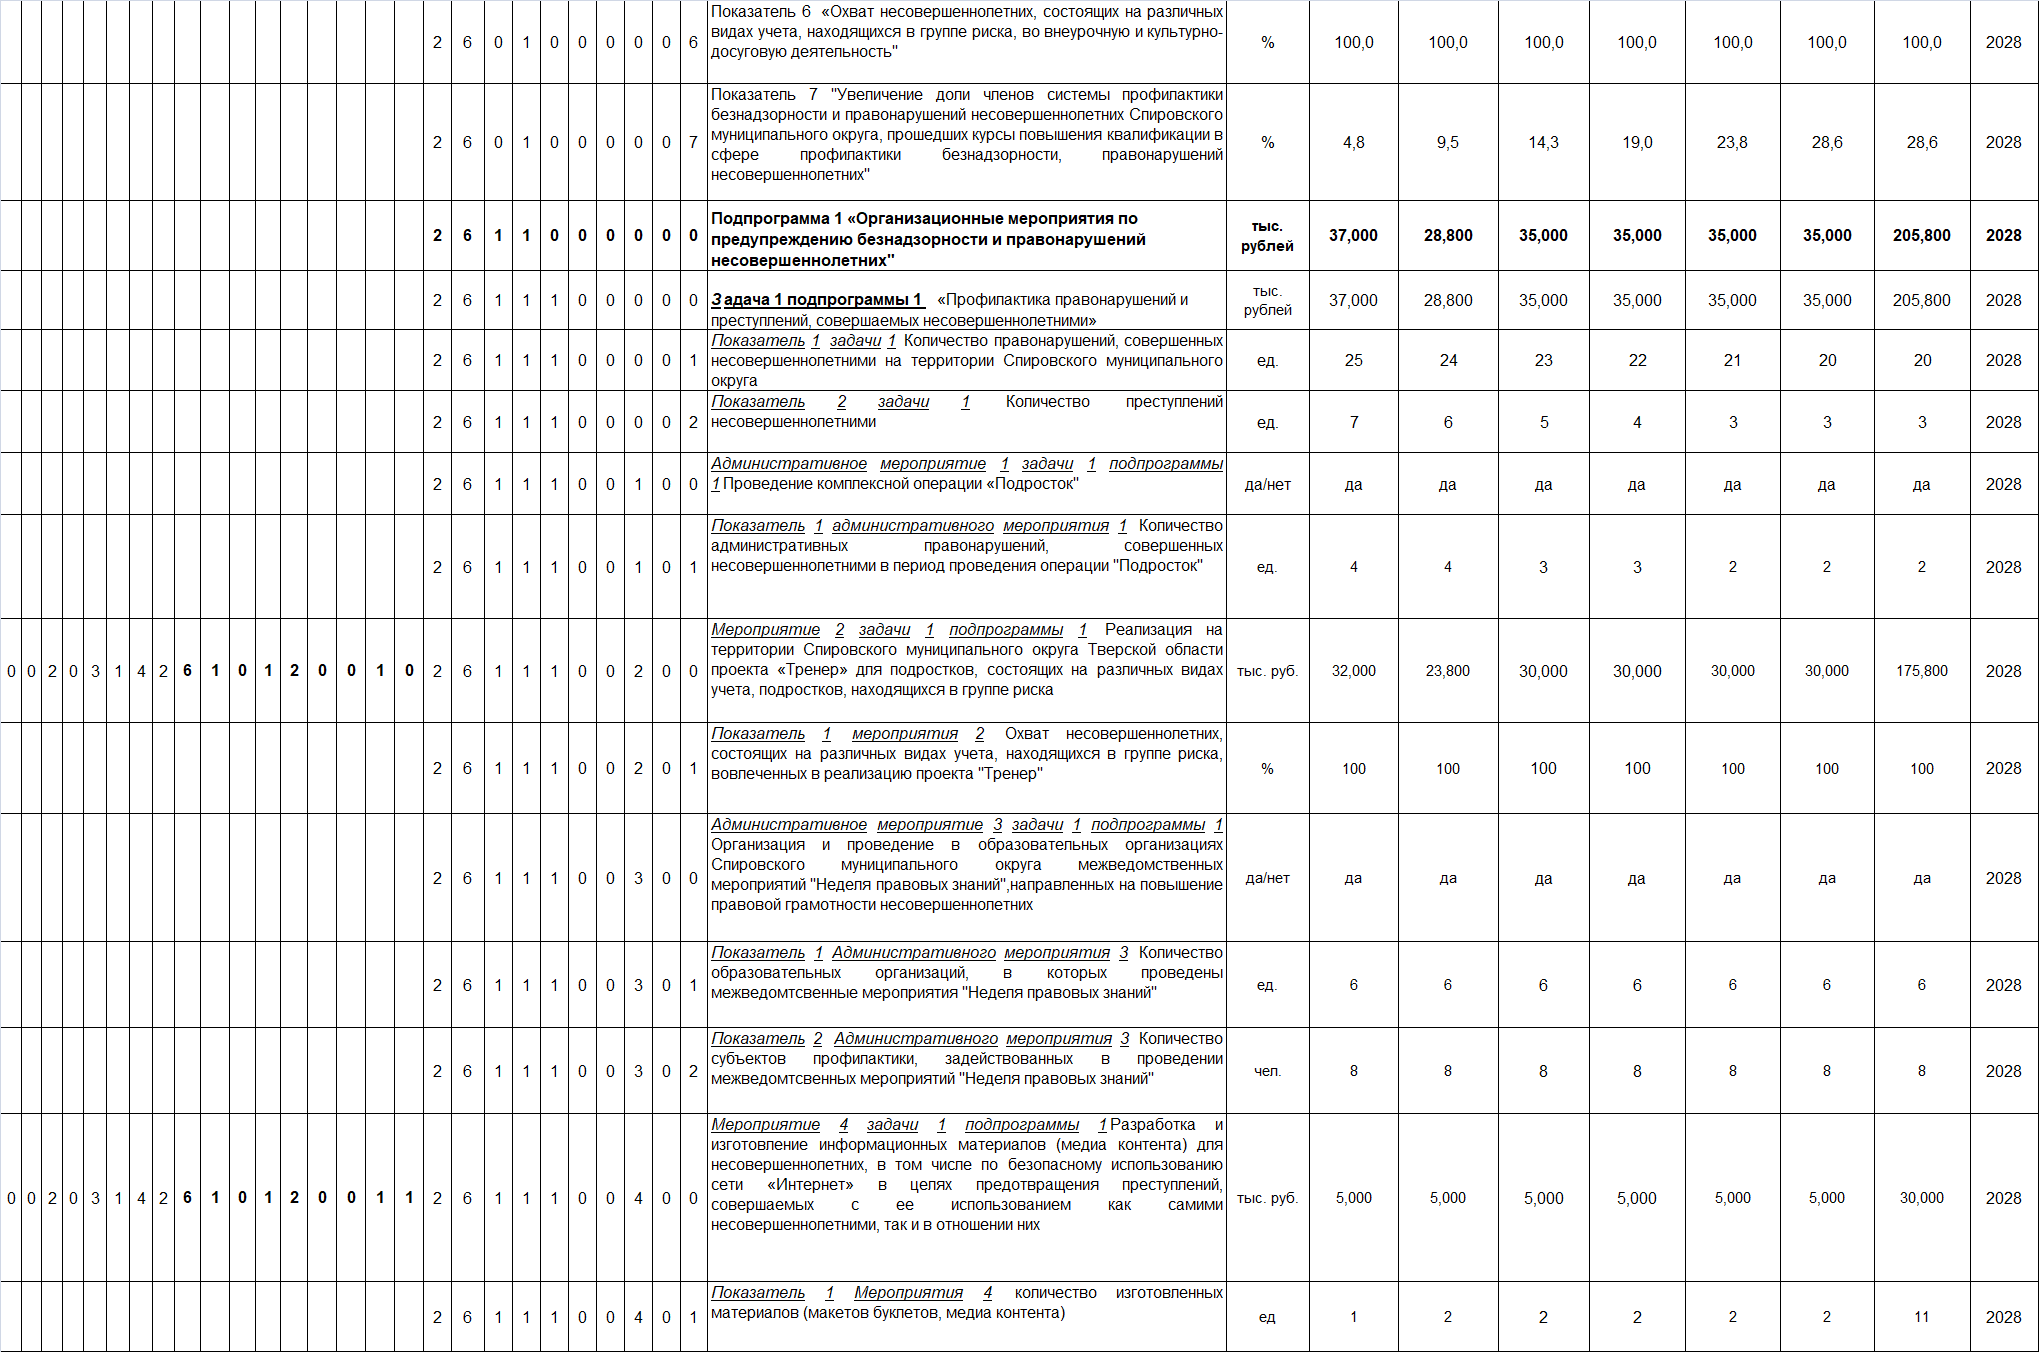 2 6 0 1 0 0 0 0 0 6 Показатель 6 «Охват несовершеннолетних, состоящих на различных
видах учета, находящихся в группе риска, во внеурочную и культурно-
досуговую деятельность" % 100,0 100,0 100,0 100,0 100,0 100,0 100,0 2028
2 6 0 1 0 0 0 0 0 7 Показатель 7 "Увеличение доли членов системы профилактики
безнадзорности и правонарушений несовершеннолетних Спировского
муниципального округа, прошедших курсы повышения квалификации в
сфере профилактики безнадзорности, правонарушений
несовершеннолетних" % 4,8 9,5 14,3 19,0 23,8 28,6 28,6 2028
2 6 1 1 0 0 0 0 0 0 Подпрограмма 1 «Организационные мероприятия по
предупреждению безнадзорности и правонарушений
несовершеннолетних" тыс.
рублей 37,000 28,800 35,000 35,000 35,000 35,000 205,800 2028
2 6 1 1 1 0 0 0 0 0 Задача 1 подпрограммы 1 «Профилактика правонарушений и
преступлений, совершаемых несовершеннолетними» тыс.
рублей 37,000 28,800 35,000 35,000 35,000 35,000 205,800 2028
2 6 1 1 1 0 0 0 0 1 Показатель 1 задачи 1 Количество правонарушений, совершенных
несовершеннолетними на территории Спировского муниципального
округа ед. 25 24 23 22 21 20 20 2028
2 6 1 1 1 0 0 0 0 2 Показатель 2 задачи 1 Количество преступлений
несовершеннолетними ед. 7 6 5 4 3 3 3 2028
2 6 1 1 1 0 0 1 0 0 Административное мероприятие 1 задачи 1 подпрограммы
1 Проведение комплексной операции «Подросток" да/нет да да да да да да да 2028
2 6 1 1 1 0 0 1 0 1 Показатель 1 административного мероприятия 1 Количество
административных правонарушений, совершенных
несовершеннолетними в период проведения операции "Подросток" ед. 4 4 3 3 2 2 2 2028
0 0 2 0 3 1 4 2 6 1 0 1 2 0 0 1 0 2 6 1 1 1 0 0 2 0 0 Мероприятие 2 задачи 1 подпрограммы 1 Реализация на
территории Спировского муниципального округа Тверской области
проекта «Тренер» для подростков, состоящих на различных видах
учета, подростков, находящихся в группе риска тыс. руб. 32,000 23,800 30,000 30,000 30,000 30,000 175,800 2028
2 6 1 1 1 0 0 2 0 1 Показатель 1 мероприятия 2 Охват несовершеннолетних,
состоящих на различных видах учета, находящихся в группе риска,
вовлеченных в реализацию проекта "Тренер" % 100 100 100 100 100 100 100 2028
2 6 1 1 1 0 0 3 0 0 Административное мероприятие 3 задачи 1 подпрограммы 1
Организация и проведение в образовательных организациях
Спировского муниципального округа межведомственных
мероприятий "Неделя правовых знаний",направленных на повышение
правовой грамотности несовершеннолетних да/нет да да да да да да да 2028
2 6 1 1 1 0 0 3 0 1 Показатель 1 Административного мероприятия 3 Количество
образовательных организаций, в которых проведены
межведомтсвенные мероприятия "Неделя правовых знаний" ед. 6 6 6 6 6 6 6 2028
2 6 1 1 1 0 0 3 0 2 Показатель 2 Административного мероприятия 3 Количество
субъектов профилактики, задействованных в проведении
межведомтсвенных мероприятий "Неделя правовых знаний" чел. 8 8 8 8 8 8 8 2028
0 0 2 0 3 1 4 2 6 1 0 1 2 0 0 1 1 2 6 1 1 1 0 0 4 0 0 Мероприятие 4 задачи 1 подпрограммы 1 Разработка и
изготовление информационных материалов (медиа контента) для
несовершеннолетних, в том числе по безопасному использованию
сети «Интернет» в целях предотвращения преступлений,
совершаемых с ее использованием как самими
несовершеннолетними, так и в отношении них тыс. руб. 5,000 5,000 5,000 5,000 5,000 5,000 30,000 2028
2 6 1 1 1 0 0 4 0 1 Показатель 1 Мероприятия 4 количество изготовленных
материалов (макетов буклетов, медиа контента) ед 1 2 2 2 2 2 11 2028